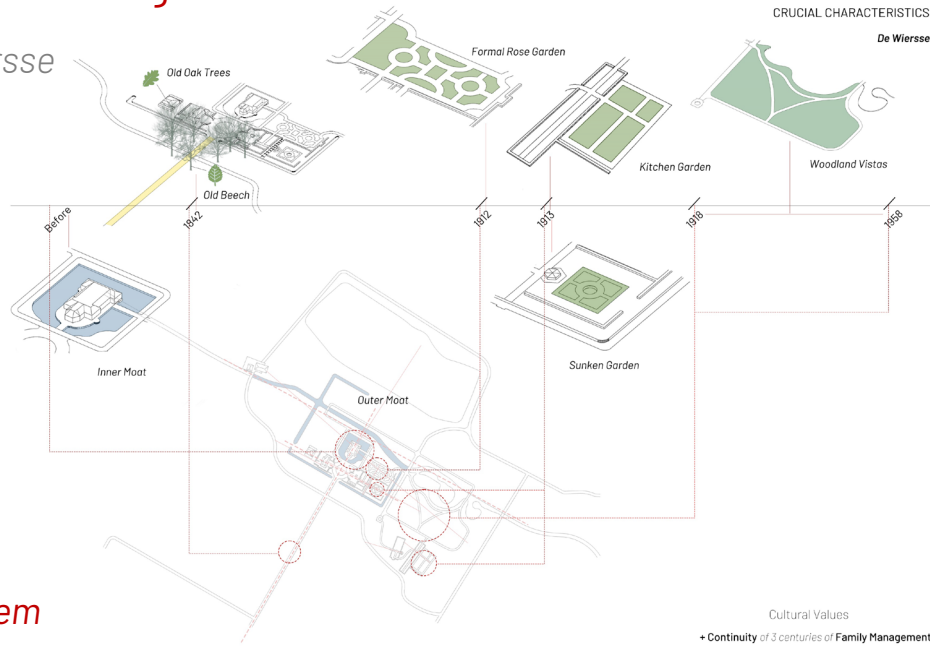 CRUCIAL CHARACTERISTICS
De Wiersse
Formal Rose Garden
Old Oak Trees
Kitchen Garden
Woodland Vistas
Old Beech
Before
1842
1912
1913
1918
1958
Inner Moat
Sunken Garden
Outer Moat
Cultural Values
+ Continuity of 3 centuries of Family Management